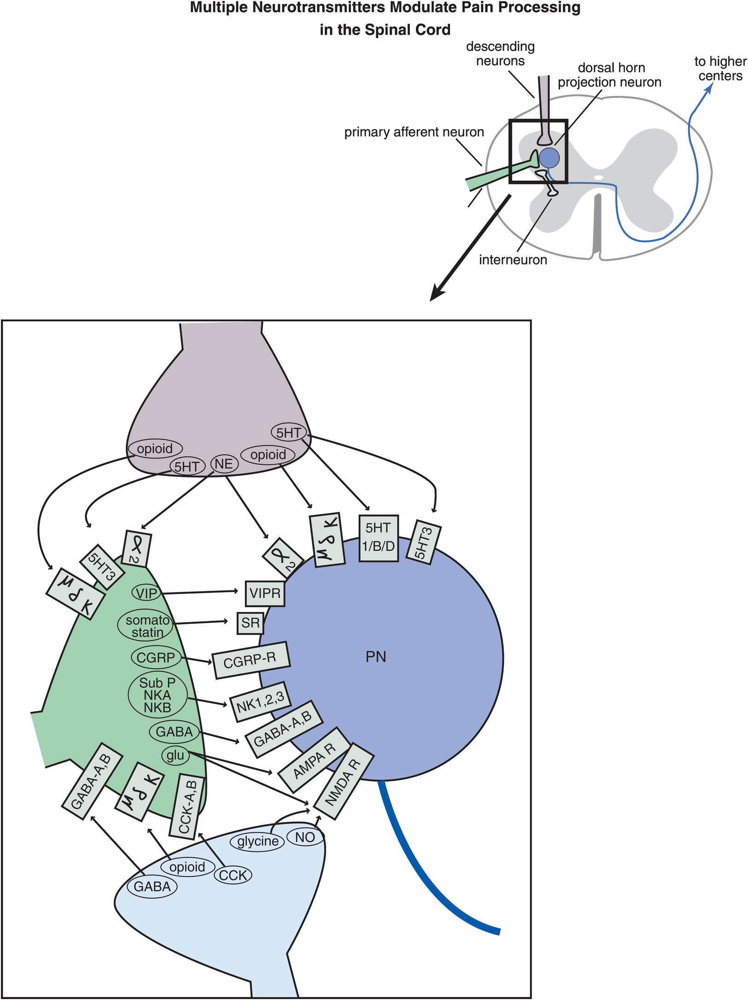 Multiple Neurotransmitters Modulate Pain Processing
in the Spinal Cord
descending
neurons
dorsal horn
projection neuron
to higher
centers
primary afferent neuron
interneuron
5HT
opioid
5HT
NE
opioid
μ δ κ
5HT3
α2
α2
μ δ κ
5HT
1/B/D
5HT3
VIP
VIPR
somato
statin
SR
CGRP
CGRP-R
PN
Sub P
NKA
NKB
NK1,2,3
GABA
GABA-A,B
glu
AMPA R
NMDA R
GABA-A,B
μ δ κ
CCK-A,B
glycine
NO
opioid
CCK
GABA